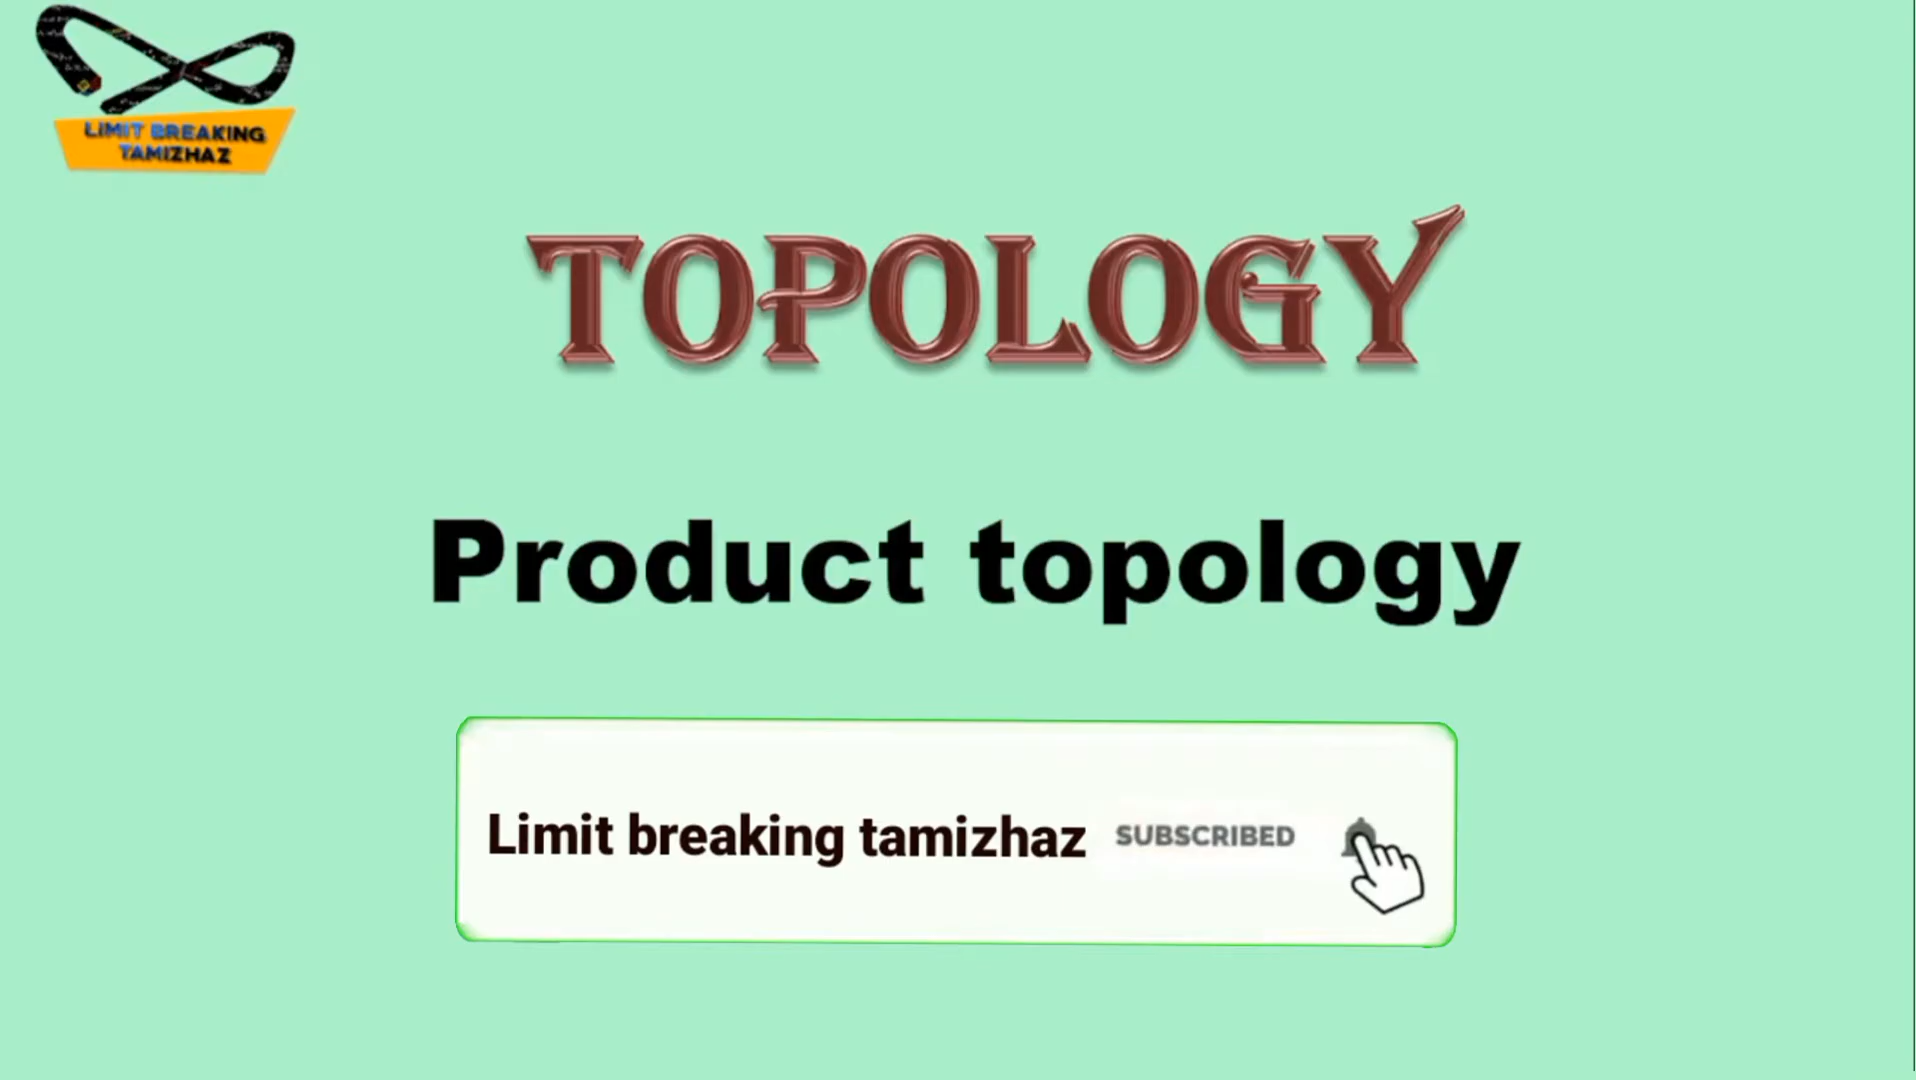 LIMIT BREAKING
TAMIZHAZ
TOPOLOGY
Product topology
Limit breaking tamizhaz SUBSCRIBED